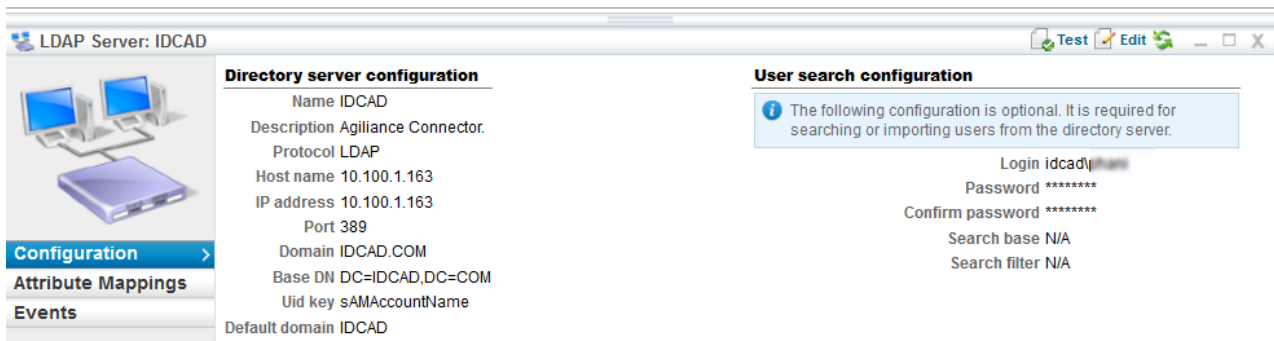 LDAP Server: IDCAD
Test Edit
Directory server configuration
Name IDCAD
Description Agiliance Connector.
Protocol LDAP
Host name 10.100.1.163
IP address 10.100.1.163
Port 389
Domain IDCAD.COM
Base DN DC=IDCAD,DC=COM
Uid key sAMAccountName
Default domain IDCAD
User search configuration
The following configuration is optional. It is required for
searching or importing users from the directory server.
Login idcad\
Password ********
Confirm password ********
Search base N/A
Search filter N/A
Configuration
Attribute Mappings
Events